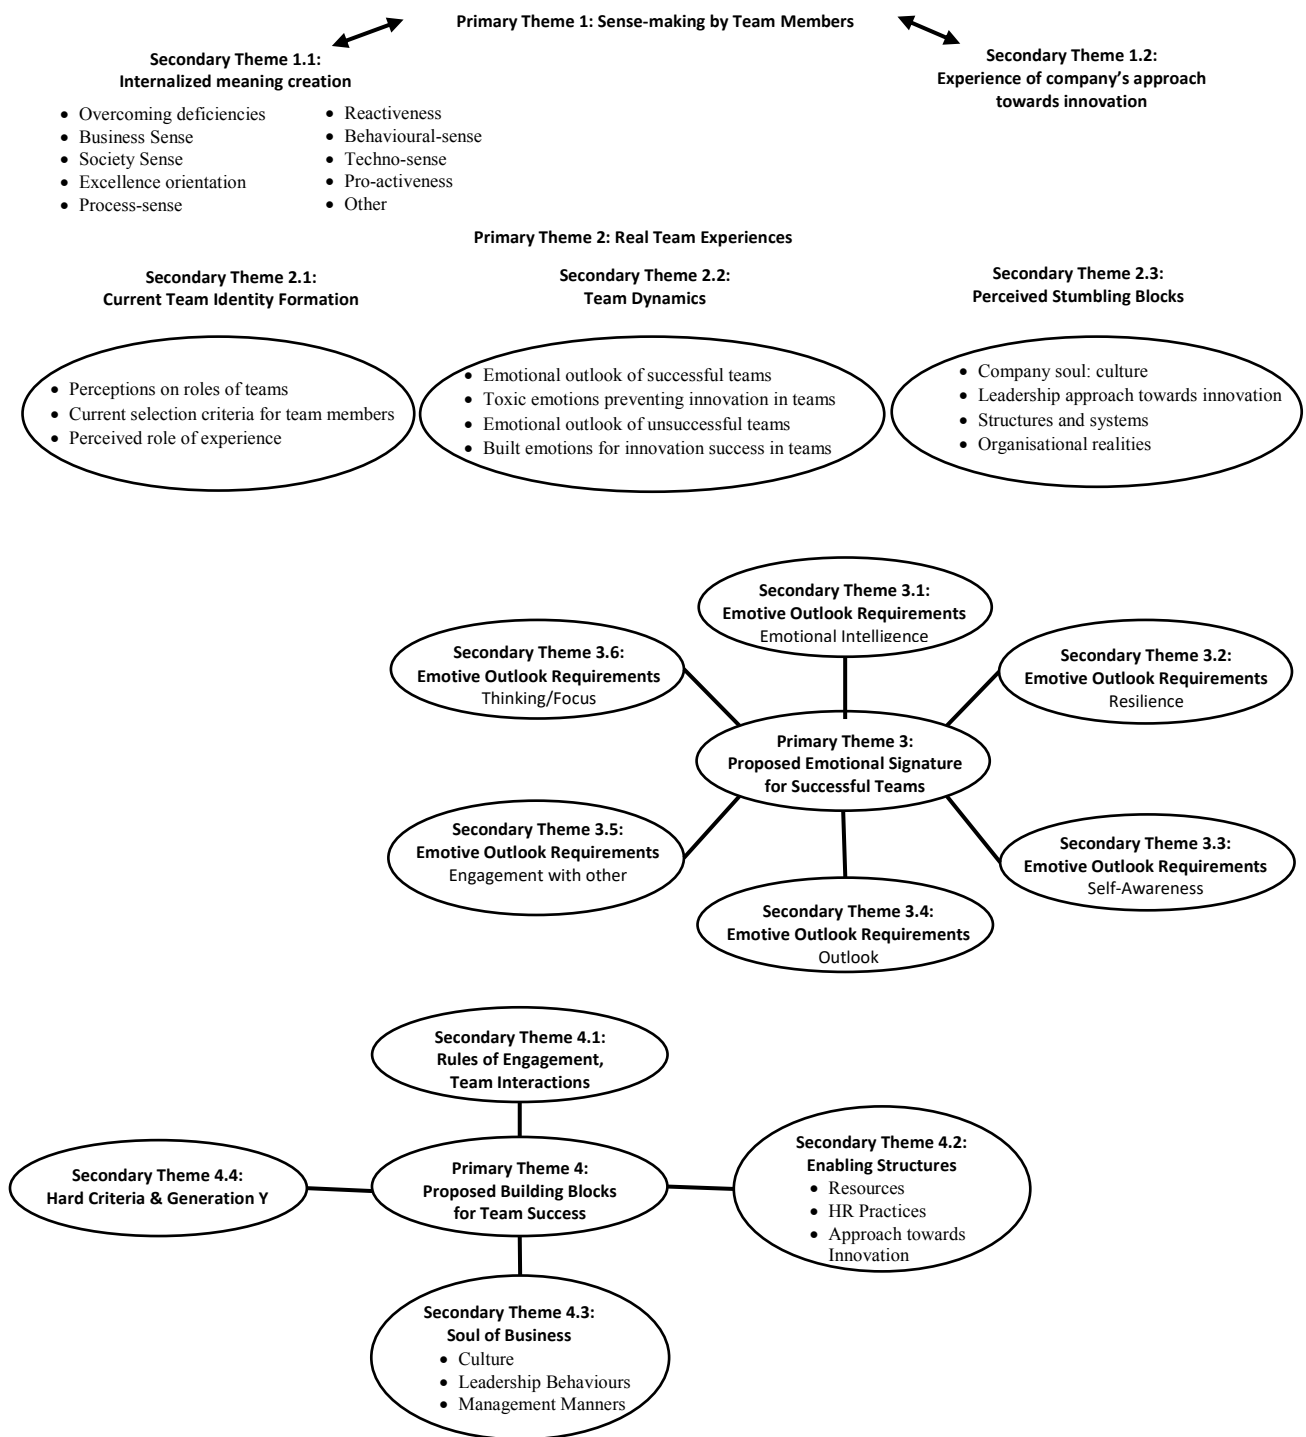 Primary Theme 1: Sense-making by Team Members
Secondary Theme 1.1:
Internalized meaning creation
• Overcoming deficiencies
• Business Sense
• Society Sense
• Excellence orientation
• Process-sense
• Reactiveness
• Behavioural-sense
• Techno-sense
• Pro-activeness
• Other
Secondary Theme 1.2:
Experience of company's approach
towards innovation
Primary Theme 2: Real Team Experiences
Secondary Theme 2.1:
Current Team Identity Formation
• Perceptions on roles of teams
• Current selection criteria for team members
• Perceived role of experience
Secondary Theme 2.2:
Team Dynamics
• Emotional outlook of successful teams
• Toxic emotions preventing innovation in teams
• Emotional outlook of unsuccessful teams
• Built emotions for innovation success in teams
Secondary Theme 2.3:
Perceived Stumbling Blocks
• Company soul: culture
• Leadership approach towards innovation
• Structures and systems
• Organisational realities
Secondary Theme 3.1:
Emotive Outlook Requirements
Emotional Intelligence
Secondary Theme 3.6:
Emotive Outlook Requirements
Thinking/Focus
Secondary Theme 3.2:
Emotive Outlook Requirements
Resilience
Primary Theme 3:
Proposed Emotional Signature
for Successful Teams
Secondary Theme 3.5:
Emotive Outlook Requirements
Engagement with other
Secondary Theme 3.3:
Emotive Outlook Requirements
Self-Awareness
Secondary Theme 3.4:
Emotive Outlook Requirements
Outlook
Secondary Theme 4.1:
Rules of Engagement,
Team Interactions
Secondary Theme 4.4:
Hard Criteria & Generation Y
Primary Theme 4:
Proposed Building Blocks
for Team Success
Secondary Theme 4.2:
Enabling Structures
• Resources
• HR Practices
• Approach towards
Innovation
Secondary Theme 4.3:
Soul of Business
• Culture
• Leadership Behaviours
• Management Manners